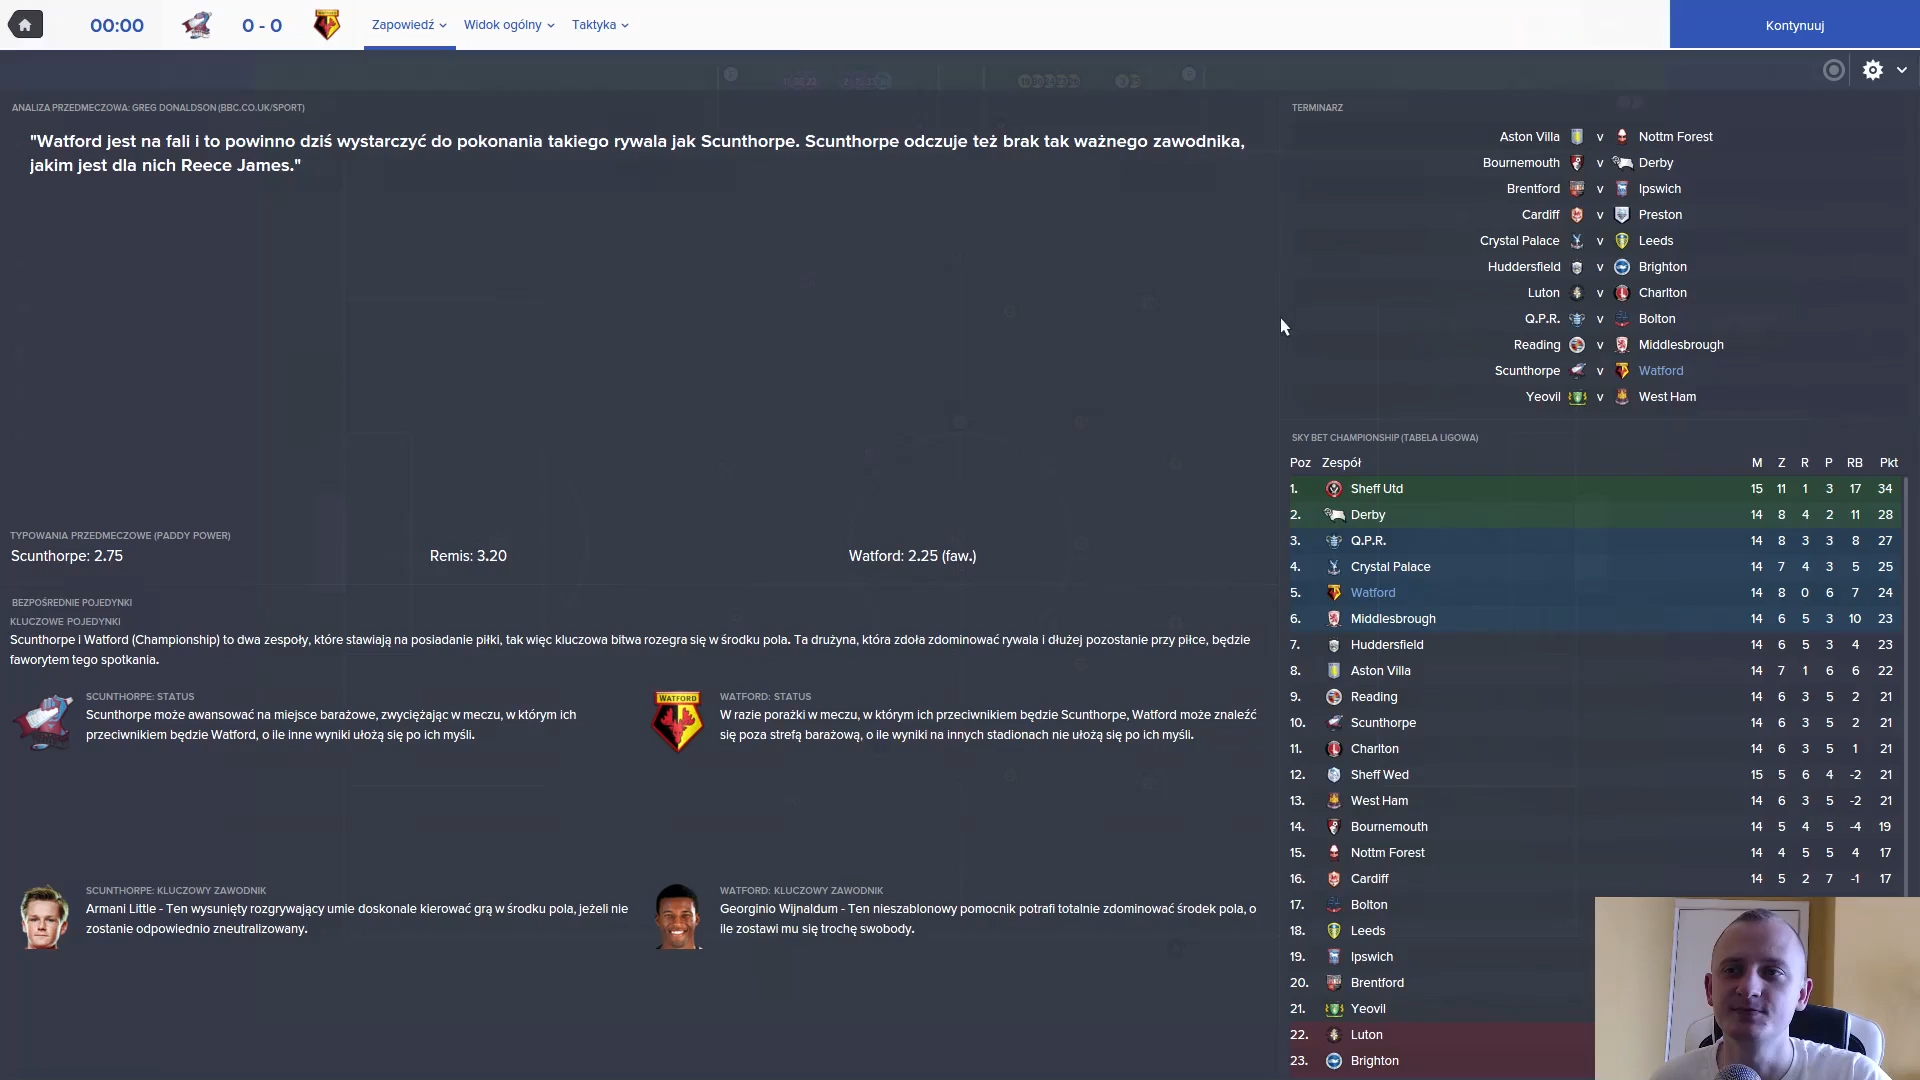 00:00
0 - 0
Zapowiedź
Widok ogólny
Taktyka
Kontynuuj
ANALIZA PRZEDMECZOWA: GREG DONALDSON (BBC.CO.UK/SPORT)
"Watford jest na fali i to powinno dziś wystarczyć do pokonania takiego rywala jak Scunthorpe. Scunthorpe odczuje też brak tak ważnego zawodnika,
jakim jest dla nich Reece James."
TYPOWANIA PRZEDMECZOWE (PADDY POWER)
Scunthorpe: 2.75 Remis: 3.20 Watford: 2.25 (faw.)
BEZPOŚREDNIE POJEDYNKI
KLUCZOWE POJEDYNKI
Scunthorpe i Watford (Championship) to dwa zespoły, które stawiają na posiadanie piłki, tak więc kluczowa bitwa rozegra się w środku pola. Ta drużyna, która zdoła zdominować rywala i dłużej pozostanie przy piłce, będzie
faworytem tego spotkania.
SCUNTHORPE: STATUS
Scunthorpe może awansować na miejsce barażowe, zwyciężając w meczu, w którym ich
przeciwnikiem będzie Watford, o ile inne wyniki ułożą się po ich myśli.
WATFORD
WATFORD: STATUS
W razie porażki w meczu, w którym ich przeciwnikiem będzie Scunthorpe, Watford może znaleźć
się poza strefą barażową, o ile wyniki na innych stadionach nie ułożą się po ich myśli.
SCUNTHORPE: KLUCZOWY ZAWODNIK
Armani Little - Ten wysunięty rozgrywający umie doskonale kierować grą w środku pola, jeżeli nie
zostanie odpowiednio zneutralizowany.
WATFORD: KLUCZOWY ZAWODNIK
Georginio Wijnaldum - Ten nieszablonowy pomocnik potrafi totalnie zdominować środek pola, o
ile zostawi mu się trochę swobody.
TERMINARZ
Aston Villa v Nottm Forest
Bournemouth v Derby
Brentford v Ipswich
Cardiff v Preston
Crystal Palace v Leeds
Huddersfield v Brighton
Luton v Charlton
Q.P.R. v Bolton
Reading v Middlesbrough
Scunthorpe v Watford
Yeovil v West Ham
SKY BET CHAMPIONSHIP (TABELA LIGOWA)
Poz Zespół M Z R P RB Pkt
1. Sheff Utd 15 11 1 3 17 34
2. Derby 14 8 4 2 11 28
3. Q.P.R. 14 8 3 3 8 27
4. Crystal Palace 14 7 4 3 5 25
5. Watford 14 8 0 6 7 24
6. Middlesbrough 14 6 5 3 10 23
7. Huddersfield 14 6 5 3 4 23
8. Aston Villa 14 7 1 6 6 22
9. Reading 14 6 3 5 2 21
10. Scunthorpe 14 6 3 5 2 21
11. Charlton 14 6 3 5 1 21
12. Sheff Wed 15 5 6 4 -2 21
13. West Ham 14 6 3 5 -2 21
14. Bournemouth 14 5 4 5 -4 19
15. Nottm Forest 14 4 5 5 4 17
16. Cardiff 14 5 2 7 -1 17
17. Bolton
18. Leeds
19. Ipswich
20. Brentford
21. Yeovil
22. Luton
23. Brighton